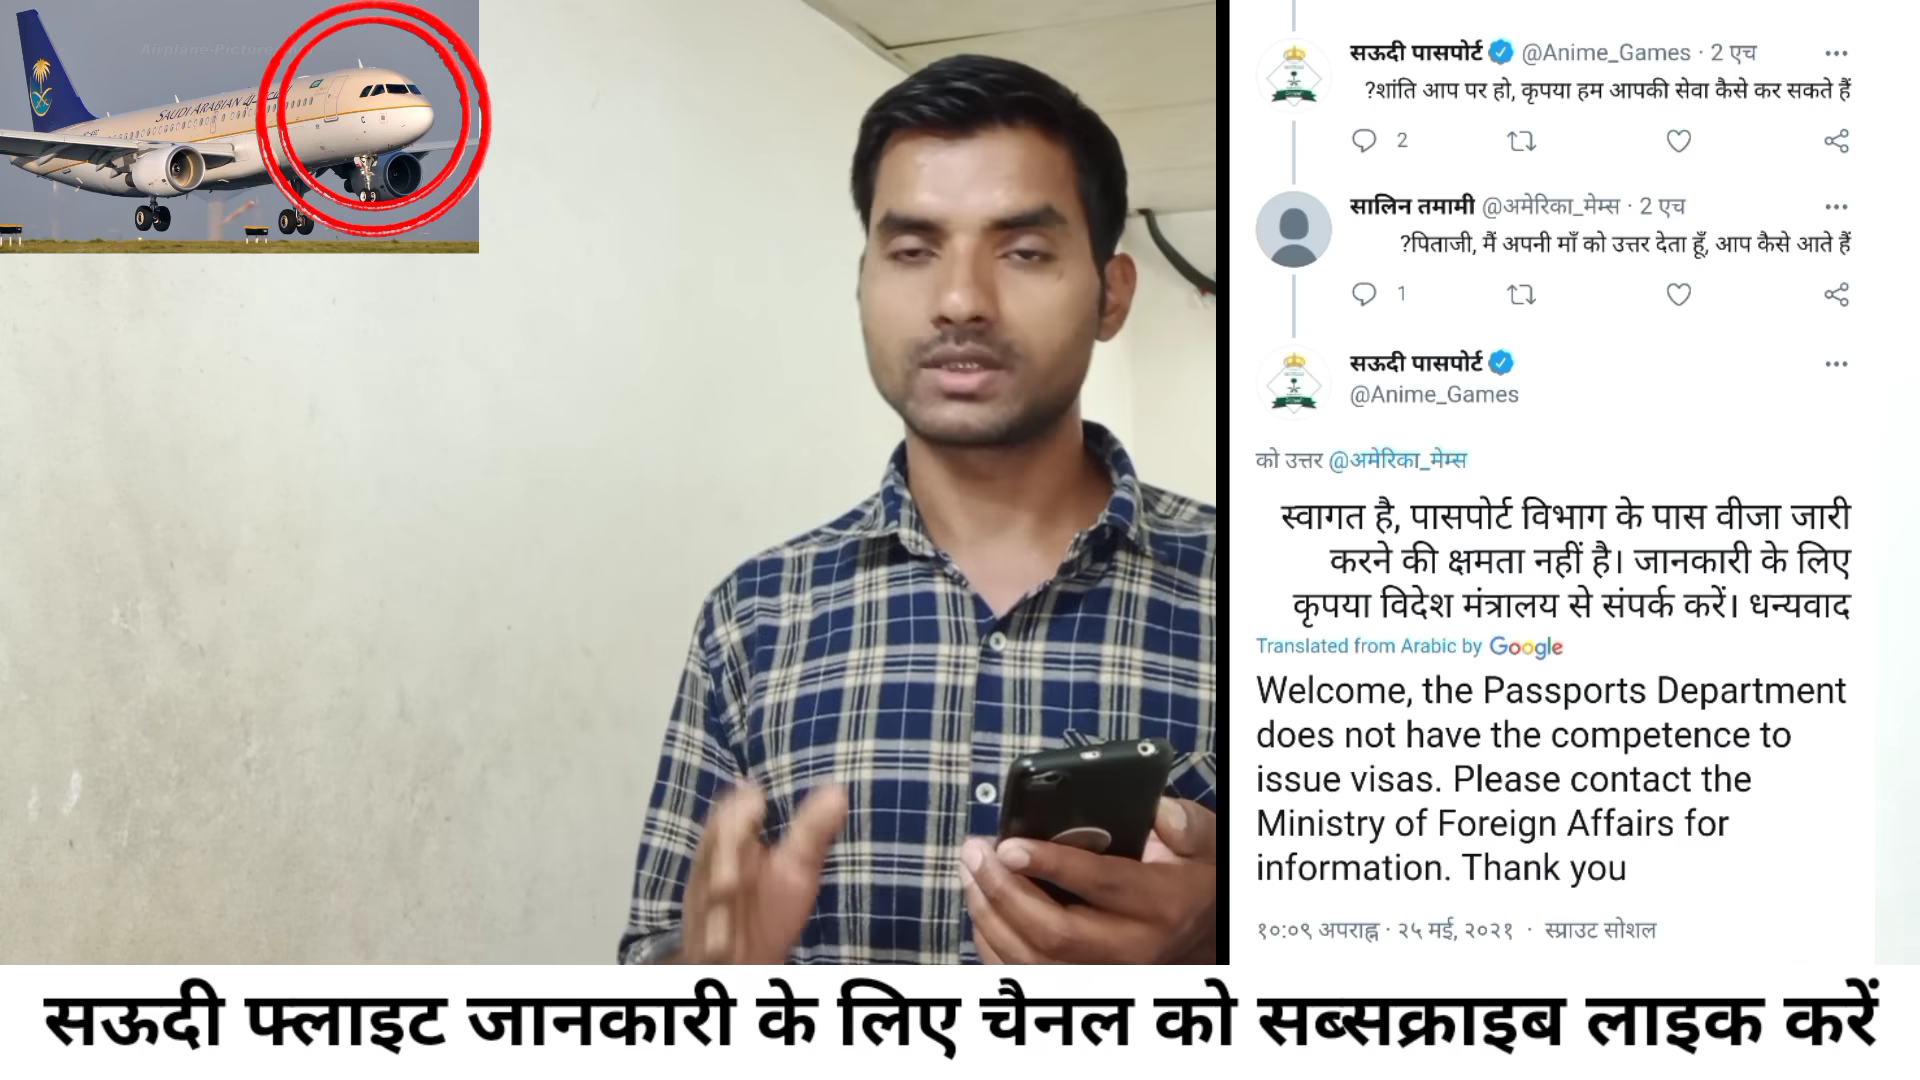 Airplane-Picture
SAUDI ARABIAN
सऊदी पासपोर्ट @Anime_Games · 2 एच
?शांति आप पर हो, कृपया हम आपकी सेवा कैसे कर सकते हैं
2
सालिन तमामी @अमेरिका_मेम्स · 2 एच
?पिताजी, मैं अपनी माँ को उत्तर देता हूँ, आप कैसे आते हैं
1
सऊदी पासपोर्ट
@Anime_Games
को उत्तर @अमेरिका_मेम्स
स्वागत है, पासपोर्ट विभाग के पास वीजा जारी
करने की क्षमता नहीं है। जानकारी के लिए
कृपया विदेश मंत्रालय से संपर्क करें। धन्यवाद
Translated from Arabic by Google
Welcome, the Passports Department
does not have the competence to
issue visas. Please contact the
Ministry of Foreign Affairs for
information. Thank you
१०:०९ अपराह्न · २५ मई, २०२१ · स्प्राउट सोशल
सऊदी फ्लाइट जानकारी के लिए चैनल को सब्सक्राइब लाइक करें